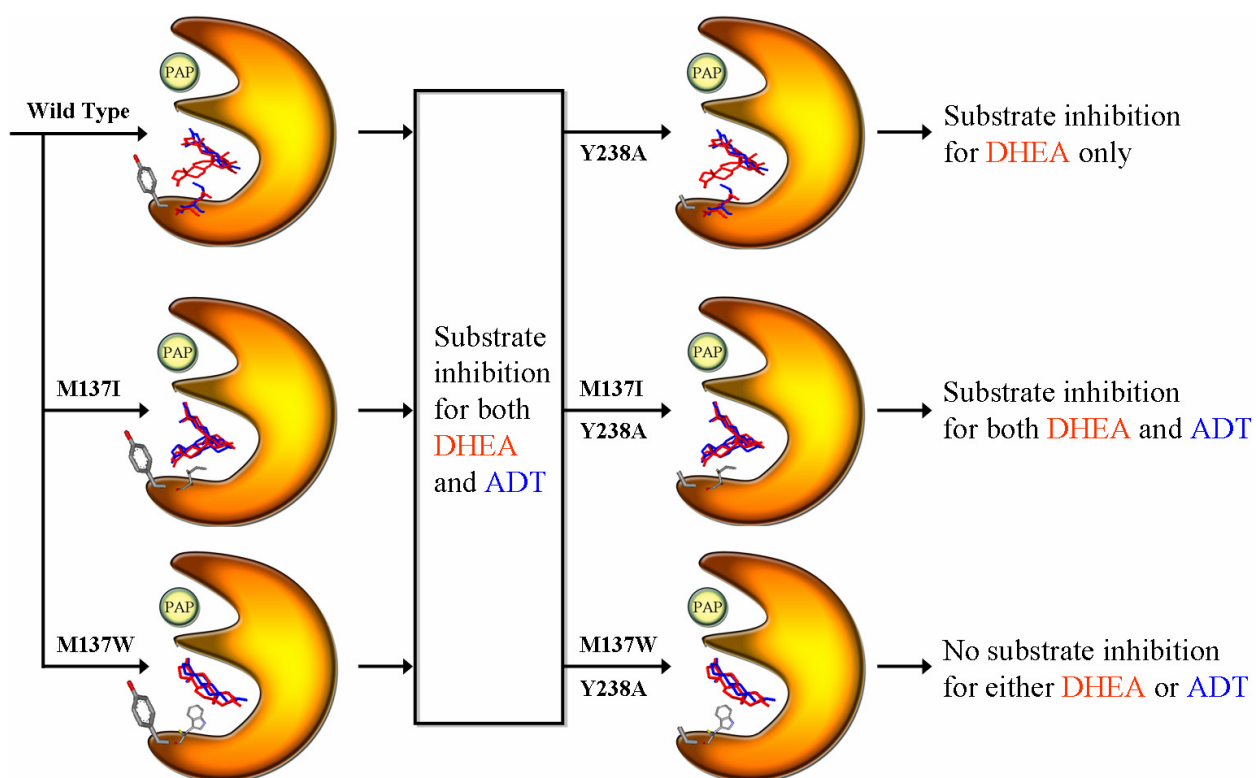 PAP
PAP
Wild Type
Y238A
Substrate inhibition
for DHEA only
PAP
PAP
M137I
Substrate
inhibition
for both
DHEA
and ADT
M137I
Y238A
Substrate inhibition
for both DHEA and ADT
PAP
PAP
M137W
M137W
Y238A
No substrate inhibition
for either DHEA or ADT